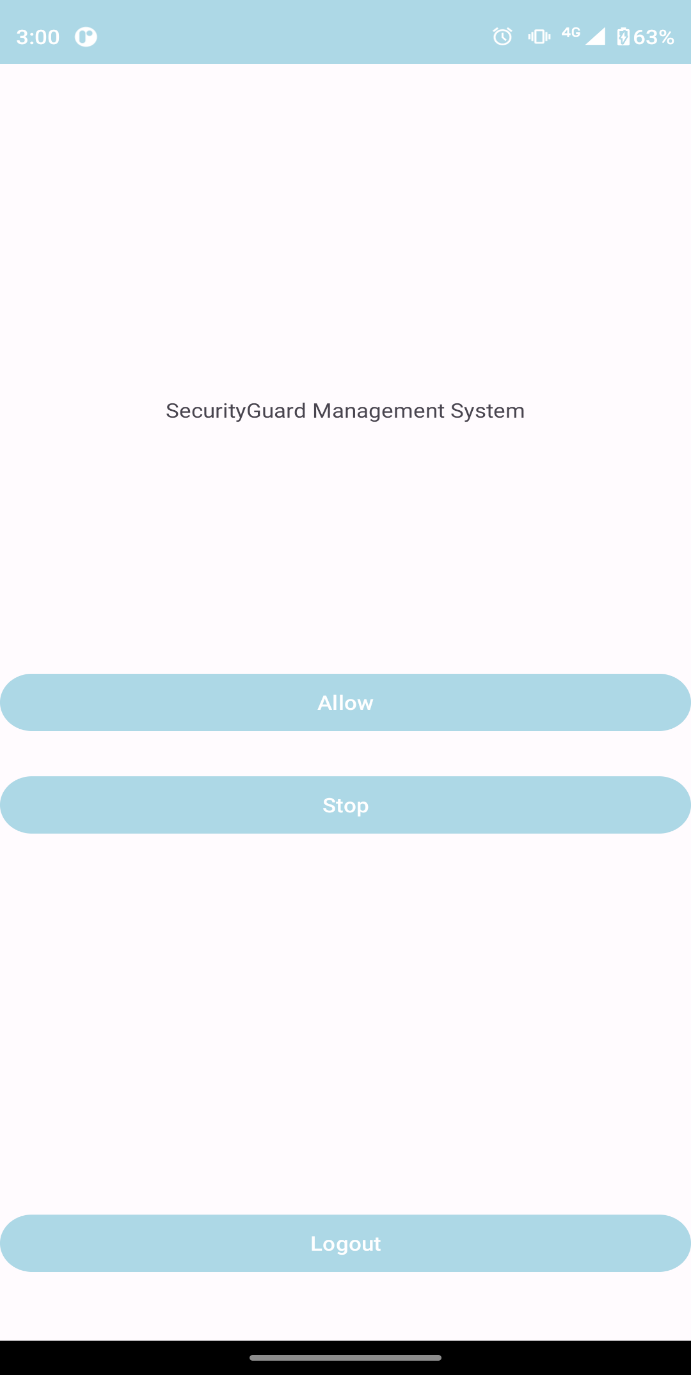 3:00 4G 63%
SecurityGuard Management System
Allow
Stop
Logout